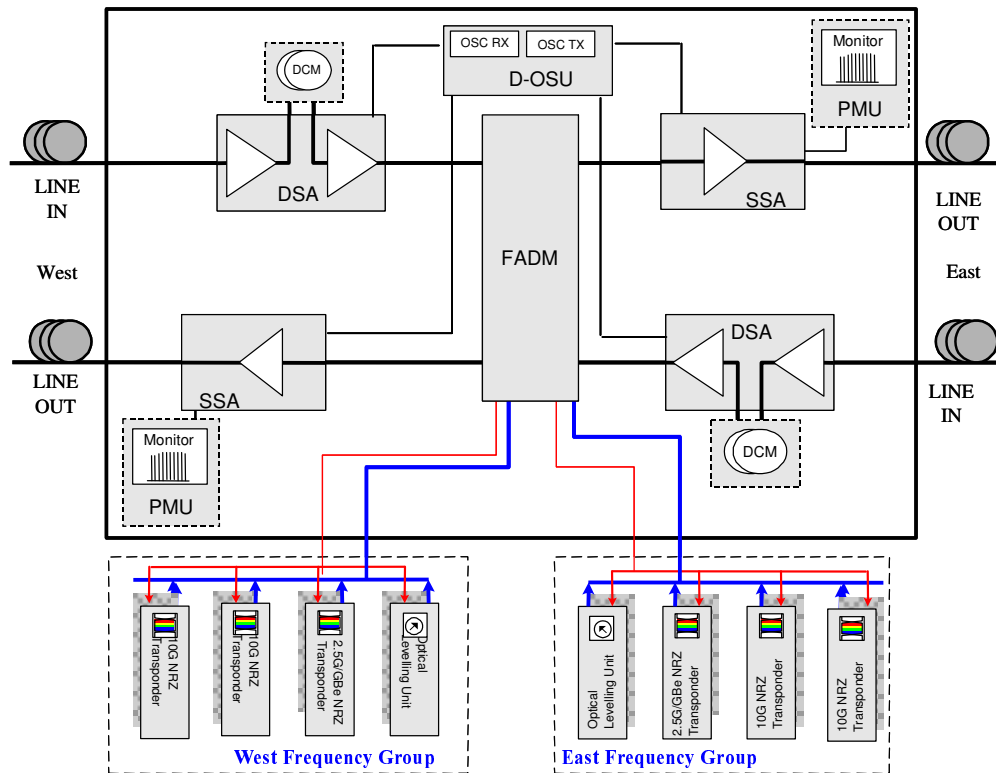 OSC RX
OSC TX
D-OSU
DCM
Monitor
PMU
DSA
SSA
LINE
IN
LINE
OUT
West
FADM
East
DSA
LINE
OUT
SSA
LINE
IN
Monitor
PMU
DCM
10G NRZ
Transponder
10G NRZ
Transponder
2.5G/GBe NRZ
Transponder
Optical
Levelling Unit
Optical
Levelling Unit
2.5G/GBe NRZ
Transponder
10G NRZ
Transponder
10G NRZ
Transponder
West Frequency Group
East Frequency Group